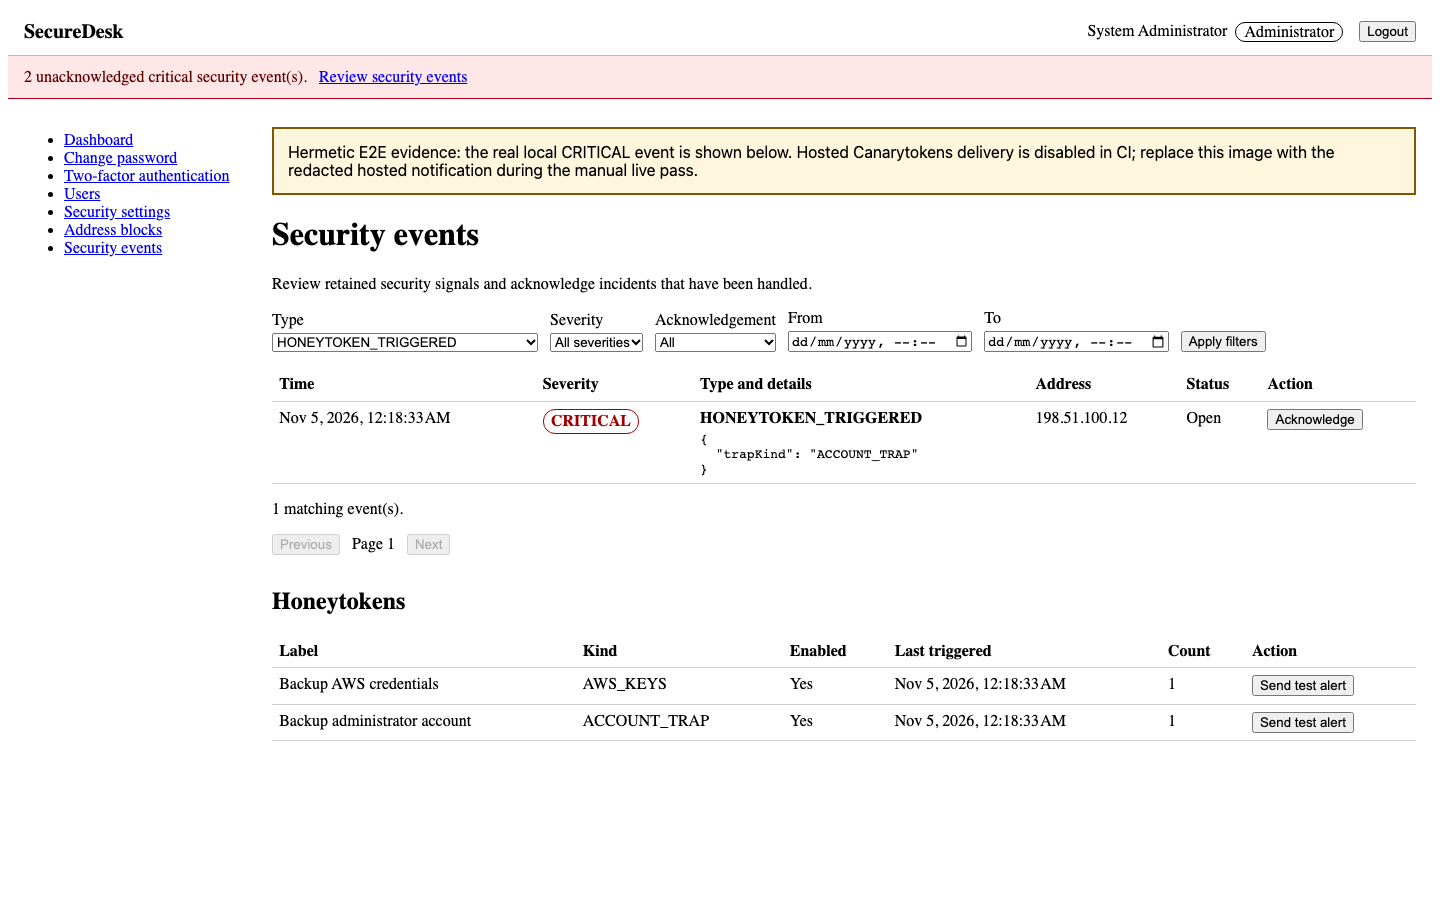 SecureDesk
System Administrator Administrator Logout
2 unacknowledged critical security event(s). Review security events
Dashboard
Change password
Two-factor authentication
Users
Security settings
Address blocks
Security events
Hermetic E2E evidence: the real local CRITICAL event is shown below. Hosted Canarytokens delivery is disabled in CI; replace this image with the
redacted hosted notification during the manual live pass.
Security events
Review retained security signals and acknowledge incidents that have been handled.
Type Severity Acknowledgement From To
HONEYTOKEN_TRIGGERED All severities All dd/mm/yyyy, --:-- dd/mm/yyyy, --:-- Apply filters
Time Severity Type and details Address Status Action
Nov 5, 2026, 12:18:33 AM CRITICAL HONEYTOKEN_TRIGGERED 198.51.100.12 Open Acknowledge
{
"trapKind": "ACCOUNT_TRAP"
}
1 matching event(s).
Previous Page 1 Next
Honeytokens
Label Kind Enabled Last triggered Count Action
Backup AWS credentials AWS_KEYS Yes Nov 5, 2026, 12:18:33 AM 1 Send test alert
Backup administrator account ACCOUNT_TRAP Yes Nov 5, 2026, 12:18:33 AM 1 Send test alert